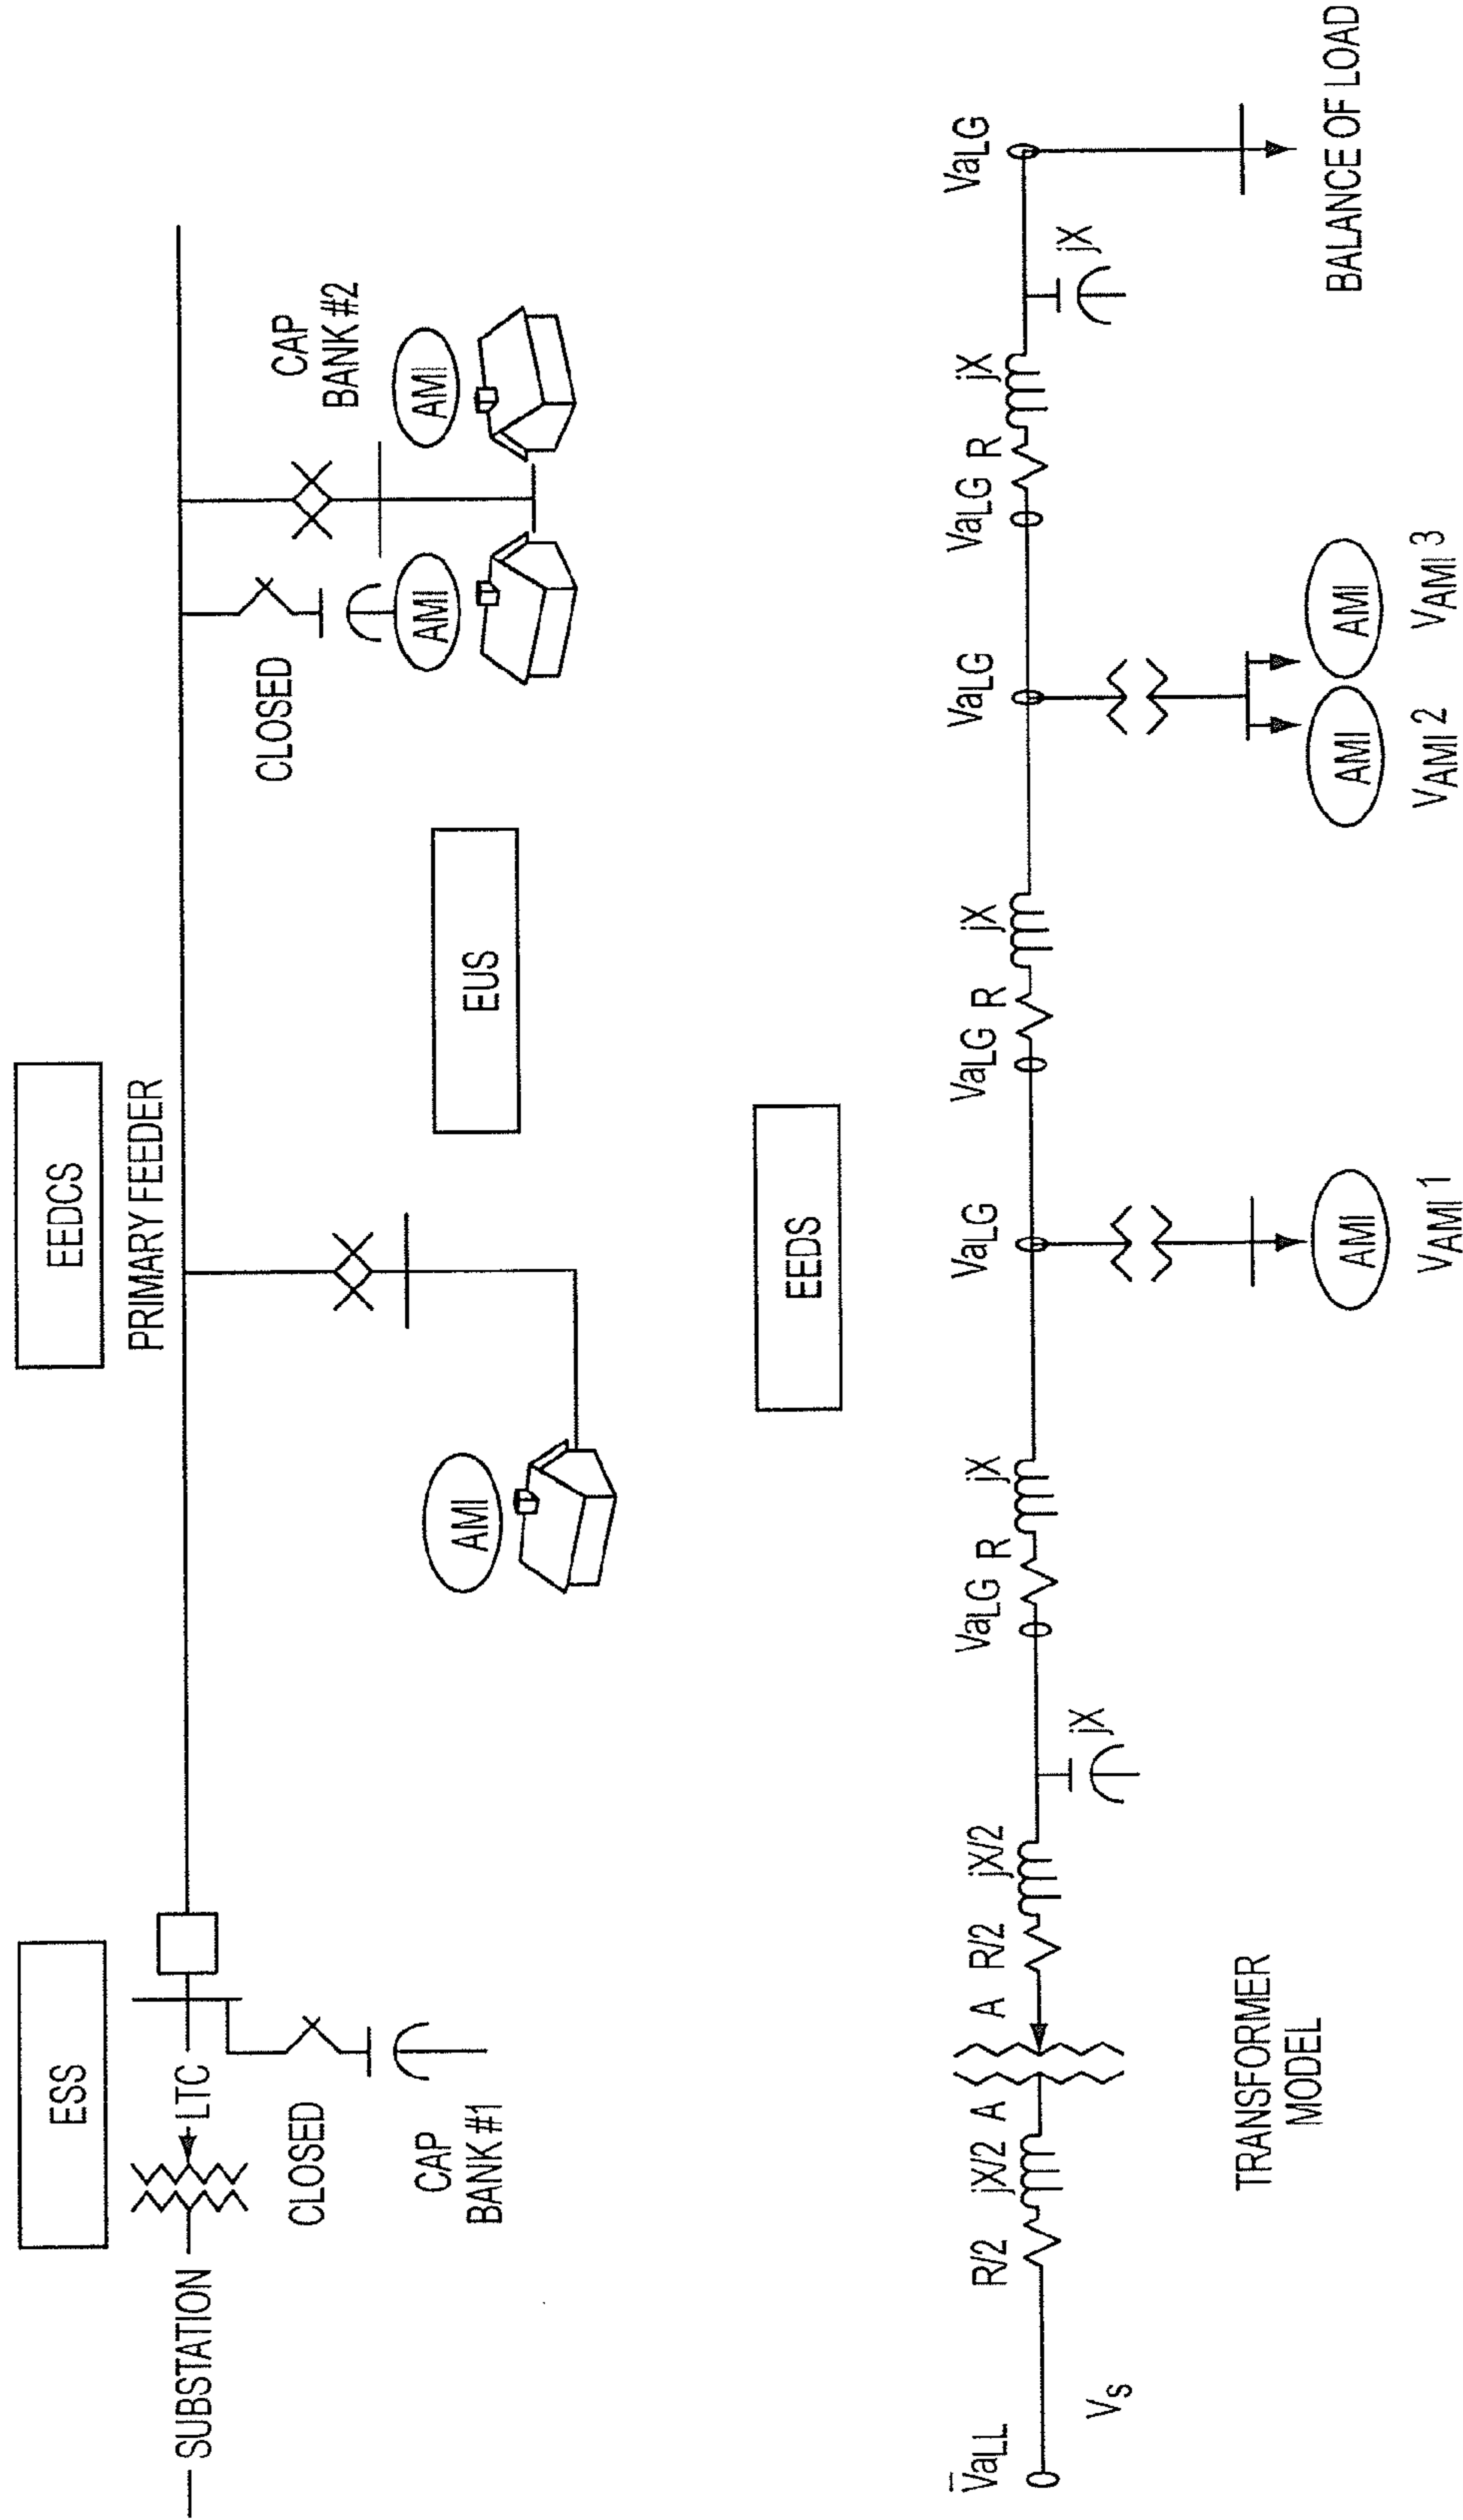 ESS
EEDCS
SUBSTATION
LTC
PRIMARY FEEDER
CLOSED
CAP
BANK #1
CLOSED
CAP
BANK #2
AMI
AMI
AMI
EUS
EEDS
V̄aLL
VS
R/2
jX/2
A
A
R/2
jX/2
jX
VaLG
R
jX
VaLG
VaLG
R
jX
VaLG
VaLG
R
jX
jX
VaLG
TRANSFORMER
MODEL
AMI
VAMI 1
AMI
VAMI 2
AMI
VAMI 3
BALANCE OF LOAD